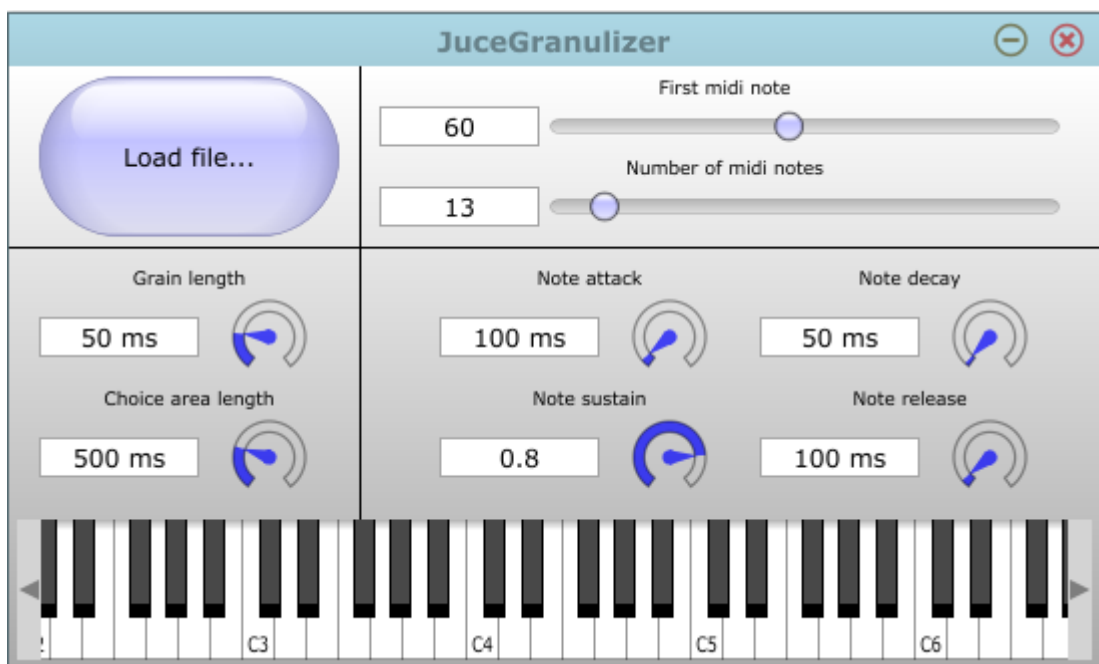 JuceGranulizer
Load file...
First midi note
60
Number of midi notes
13
Grain length
50 ms
Choice area length
500 ms
Note attack
100 ms
Note decay
50 ms
Note sustain
0.8
Note release
100 ms
C3 C4 C5 C6